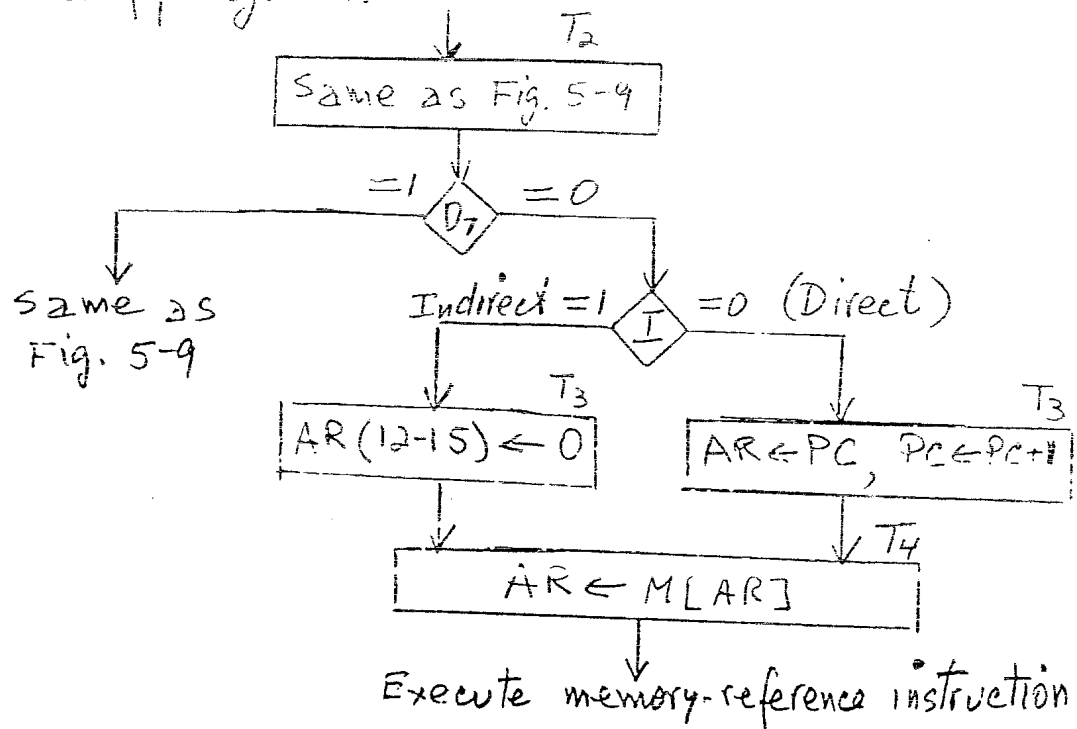 T2
Same as Fig. 5-9
=1
D7
=0
same as
Fig. 5-9
Indirect =1
I
=0 (Direct)
T3
AR(12-15) ← 0
T3
AR←PC, PC←PC+1
T4
AR ← M[AR]
Execute memory-reference instruction